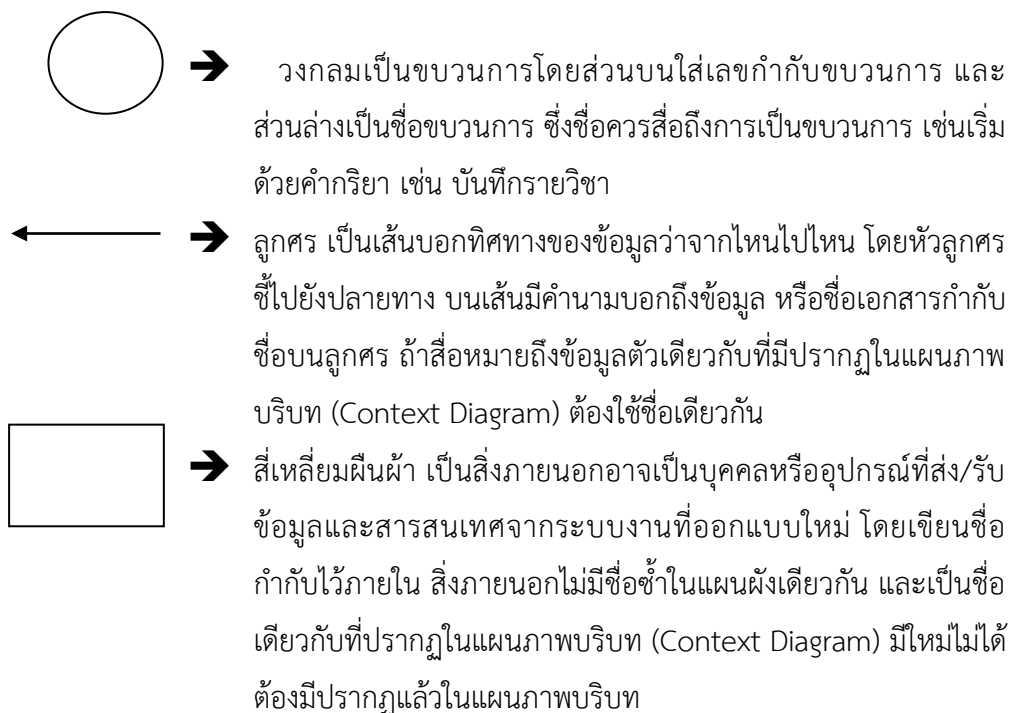 วงกลมเป็นขบวนการโดยส่วนบนใส่เลขกำกับขบวนการ และ
ส่วนล่างเป็นชื่อขบวนการ ซึ่งชื่อควรสื่อถึงการเป็นขบวนการ เช่นเริ่ม
ด้วยคำกริยา เช่น บันทึกรายวิชา
ลูกศร เป็นเส้นบอกทิศทางของข้อมูลว่าจากไหนไปไหน โดยหัวลูกศร
ชี้ไปยังปลายทาง บนเส้นมีคำนามบอกถึงข้อมูล หรือชื่อเอกสารกำกับ
ชื่อบนลูกศร ถ้าสื่อหมายถึงข้อมูลตัวเดียวกับที่มีปรากฏในแผนภาพ
บริบท (Context Diagram) ต้องใช้ชื่อเดียวกัน
สี่เหลี่ยมผืนผ้า เป็นสิ่งภายนอกอาจเป็นบุคคลหรืออุปกรณ์ที่ส่ง/รับ
ข้อมูลและสารสนเทศจากระบบงานที่ออกแบบใหม่ โดยเขียนชื่อ
กำกับไว้ภายใน สิ่งภายนอกไม่มีชื่อซ้ำในแผนผังเดียวกัน และเป็นชื่อ
เดียวกับที่ปรากฏในแผนภาพบริบท (Context Diagram) มีใหม่ไม่ได้
ต้องมีปรากฏแล้วในแผนภาพบริบท